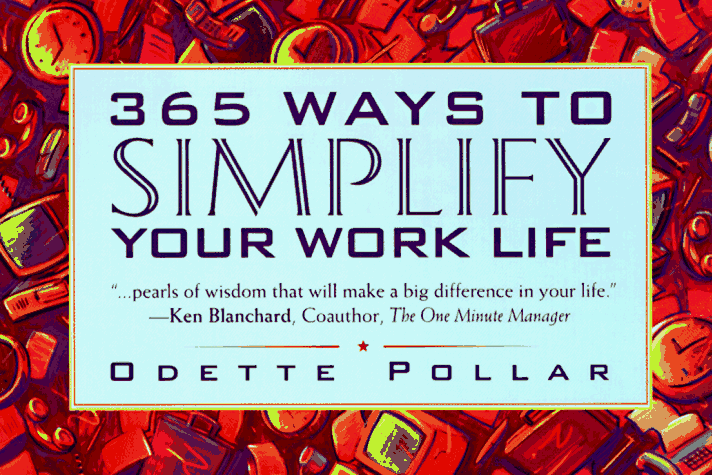 365 WAYS TO
SIMPLIFY
YOUR WORK LIFE
“...pearls of wisdom that will make a big difference in your life.”
—Ken Blanchard, Coauthor, The One Minute Manager
ODETTE POLLAR